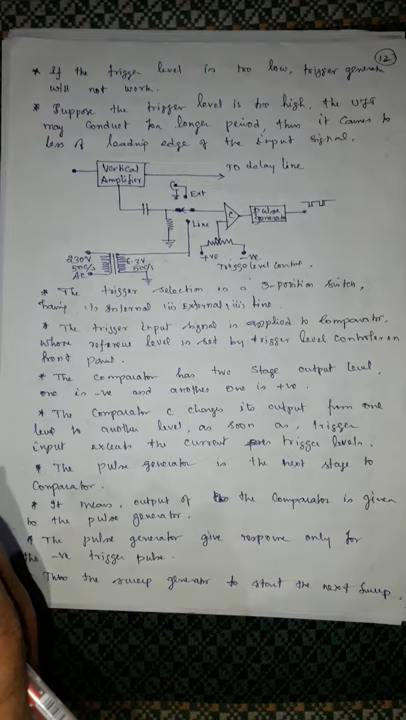 12
* If the trigger level is too low, trigger generator
will not work.
* Suppose the trigger level is too high, the UJT
may conduct for longer period, thus it causes to
loss of leading edge of the input signal.
Vertical
Amplifier
TO delay line
Ext
C
Pulse
generator
Line
230V
50C/s
AC
6.3V
50C/s
+ve
-ve
Trigger level control.
* The trigger selection is a 3-position switch,
having (i) Internal (ii) External, (iii) Line.
* The trigger input signal is applied to Comparator.
whose reference level is set by trigger level controller on
front panel.
* The comparator has two stage output level,
one is -ve and another one is +ve.
* The Comparator C changes its output from one
level to another level, as soon as, trigger
input exceeds the current trigger levels.
* The pulse generator is the next stage to
Comparator.
* It means, output of the Comparator is given
to the pulse generator.
* The pulse generator give response only for
the -ve trigger pulse.
Thus the sweep generator to start the next sweep.